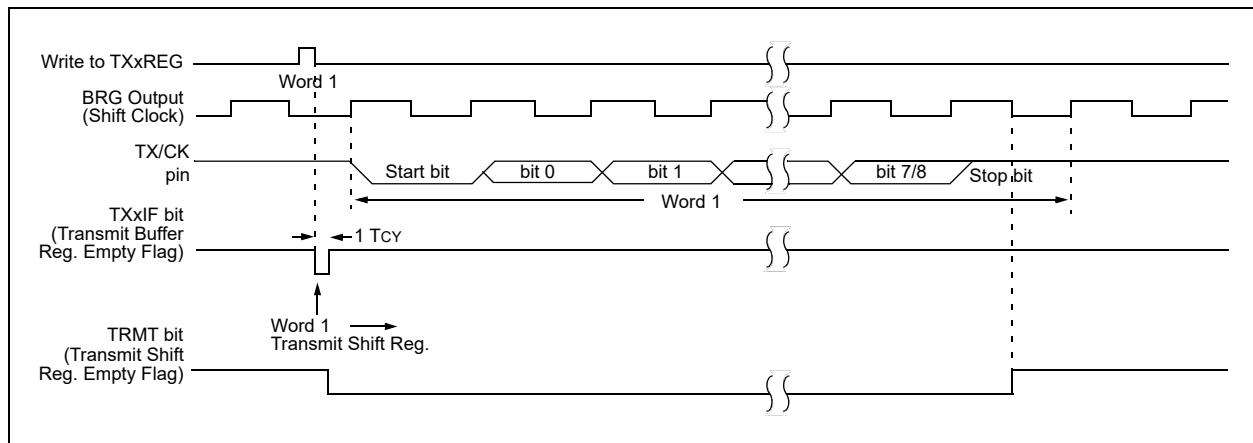 Write to TXxREG
Word 1
BRG Output
(Shift Clock)
TX/CK
pin
Start bit
bit 0
bit 1
bit 7/8
Stop bit
Word 1
TXxIF bit
(Transmit Buffer
Reg. Empty Flag)
1 TCY
Word 1
Transmit Shift Reg.
TRMT bit
(Transmit Shift
Reg. Empty Flag)